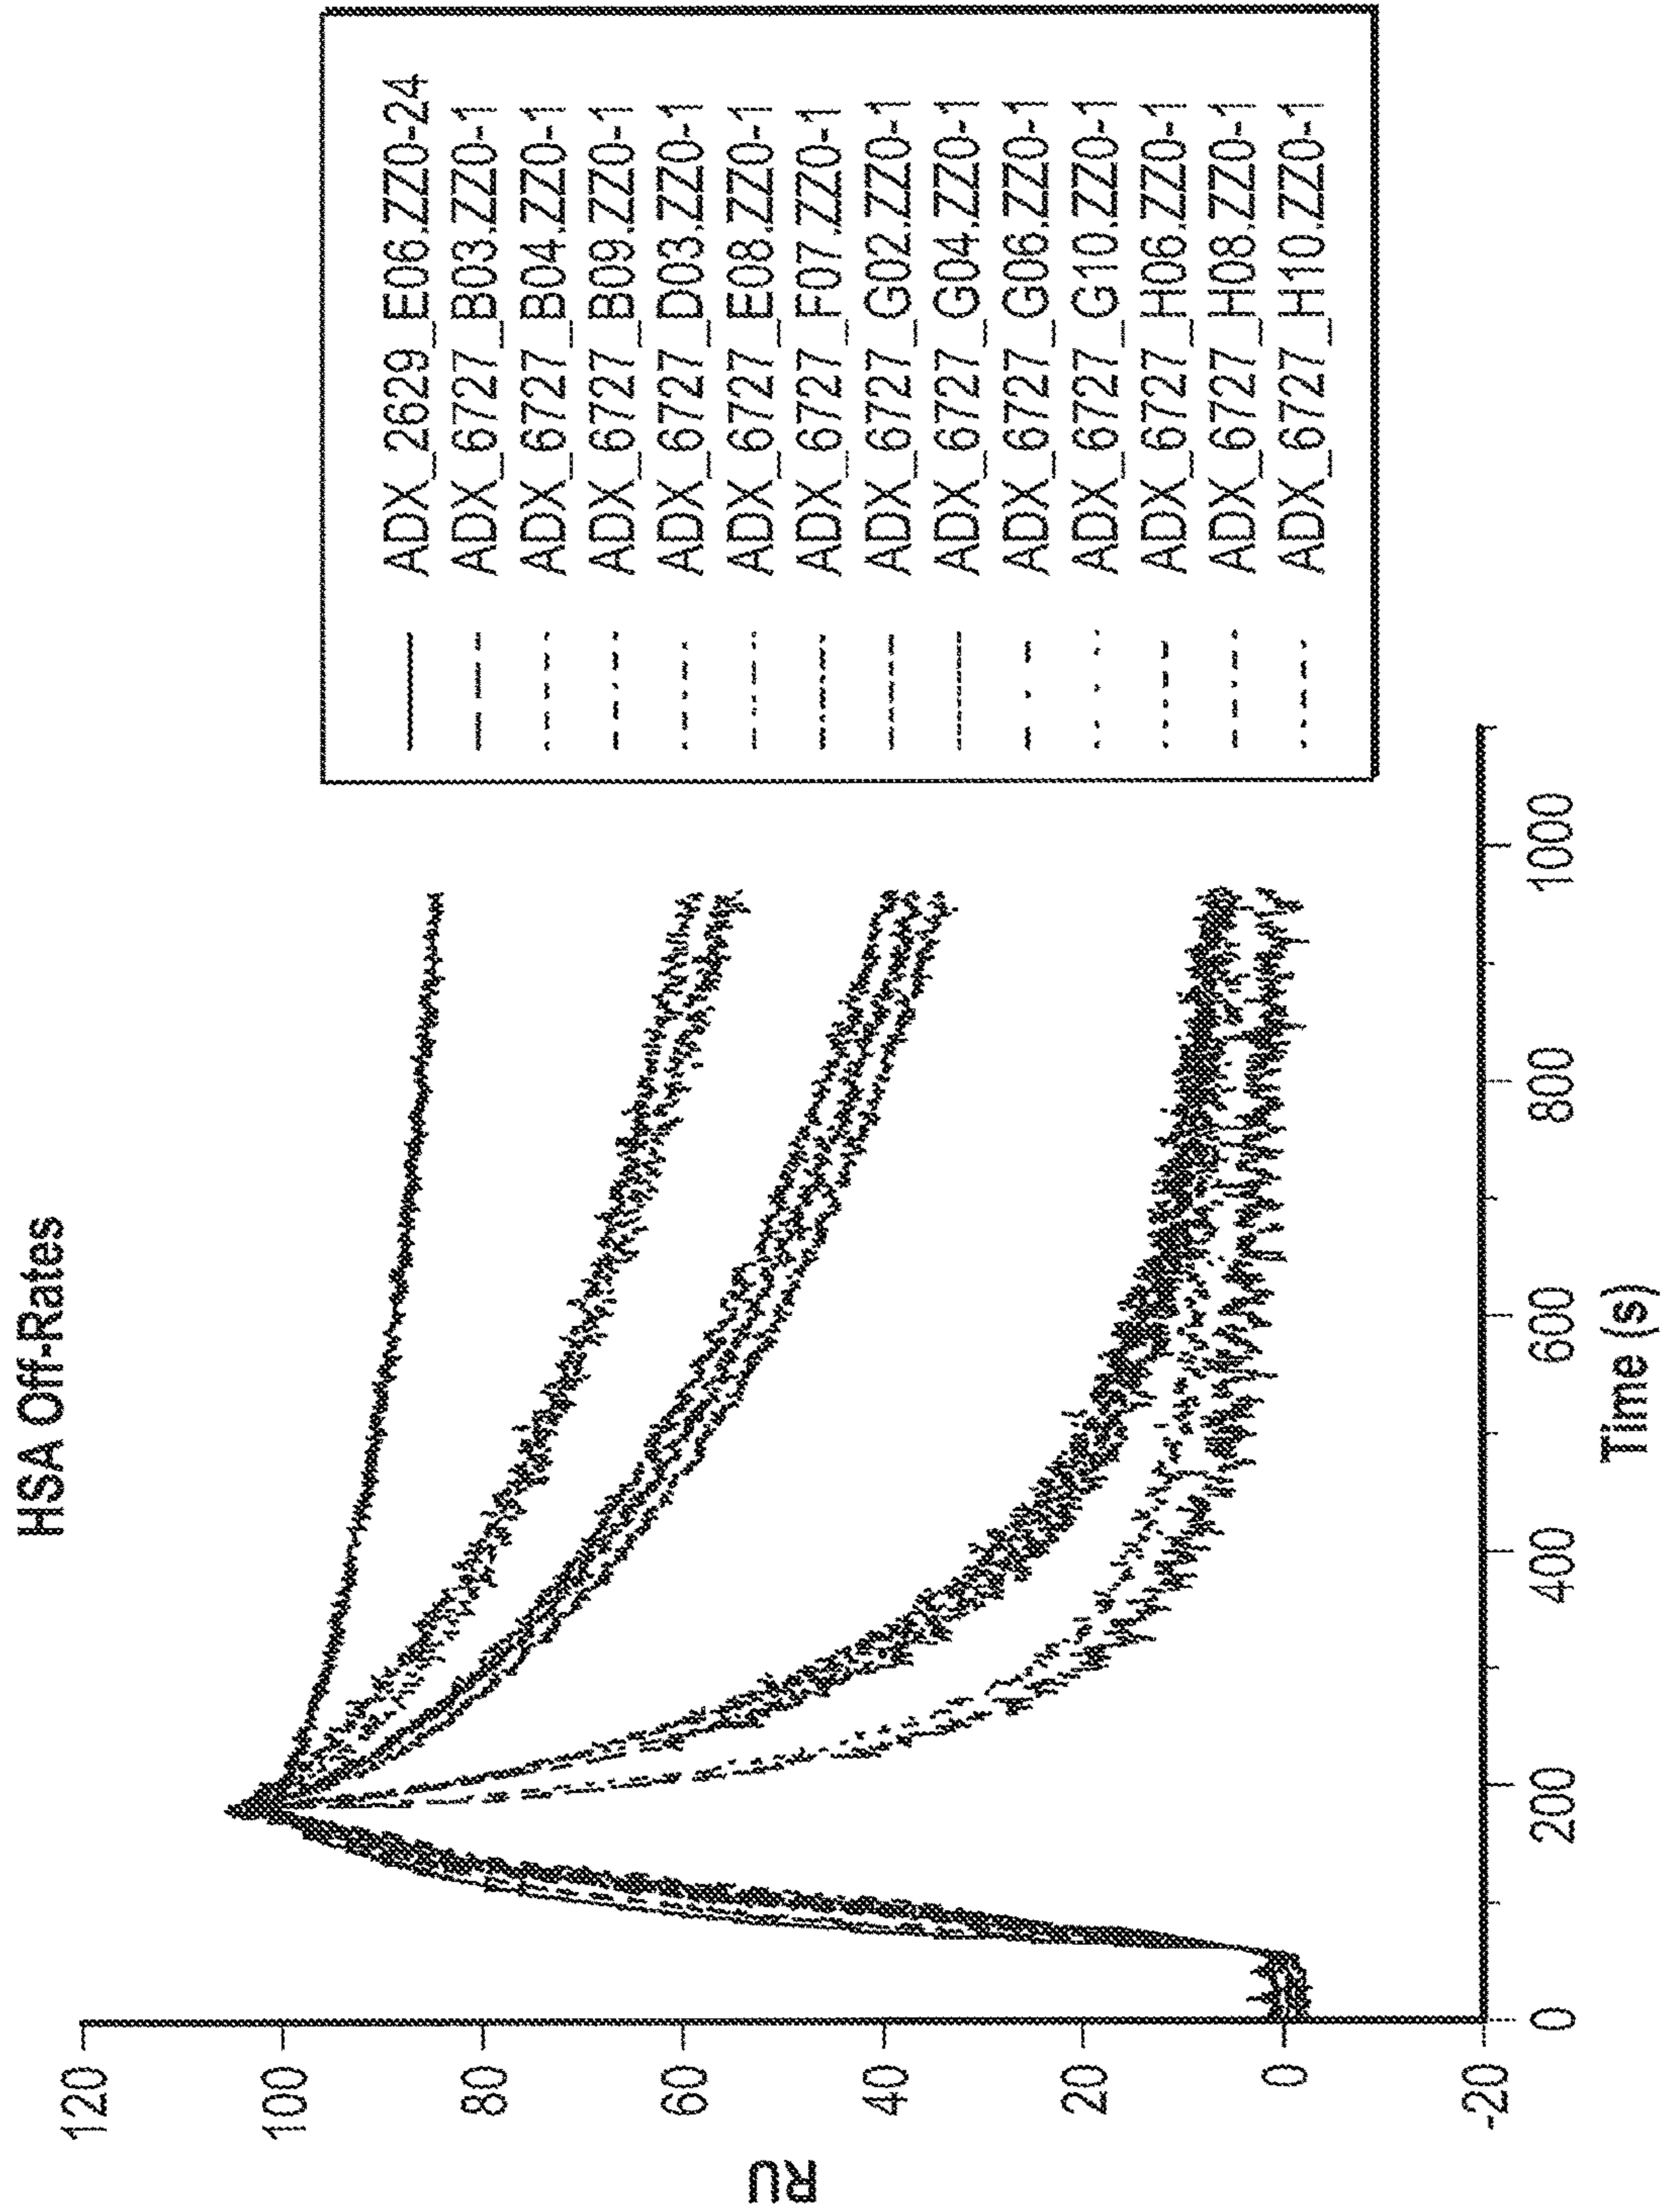 HSA Off-Rates
120
100
80
60
40
20
0
-20
RU
0
200
400
600
800
1000
Time (s)
ADX_2629_E06.ZZ0-24
ADX_6727_B03.ZZ0-1
ADX_6727_B04.ZZ0-1
ADX_6727_B09.ZZ0-1
ADX_6727_D03.ZZ0-1
ADX_6727_E08.ZZ0-1
ADX_6727_F07.ZZ0-1
ADX_6727_G02.ZZ0-1
ADX_6727_G04.ZZ0-1
ADX_6727_G06.ZZ0-1
ADX_6727_G10.ZZ0-1
ADX_6727_H06.ZZ0-1
ADX_6727_H08.ZZ0-1
ADX_6727_H10.ZZ0-1